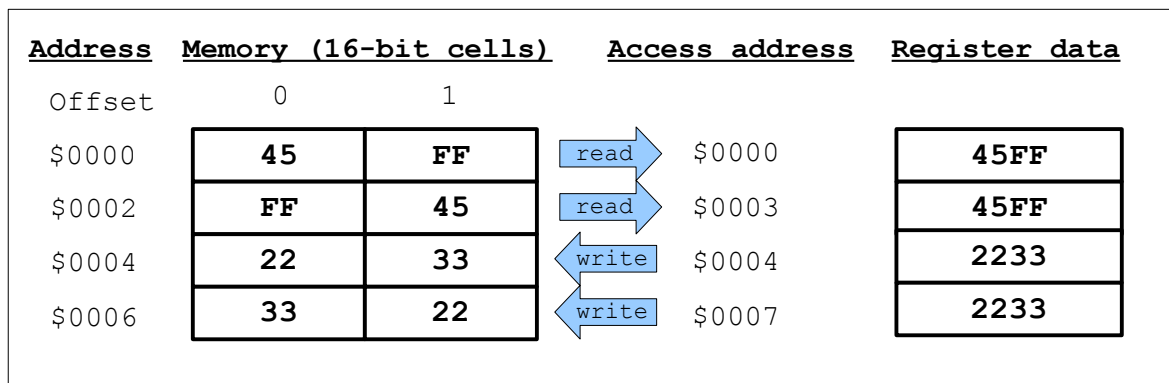 Address Memory (16-bit cells) Access address Register data
Offset 0 1
$0000 45 FF read $0000 45FF
$0002 FF 45 read $0003 45FF
$0004 22 33 write $0004 2233
$0006 33 22 write $0007 2233